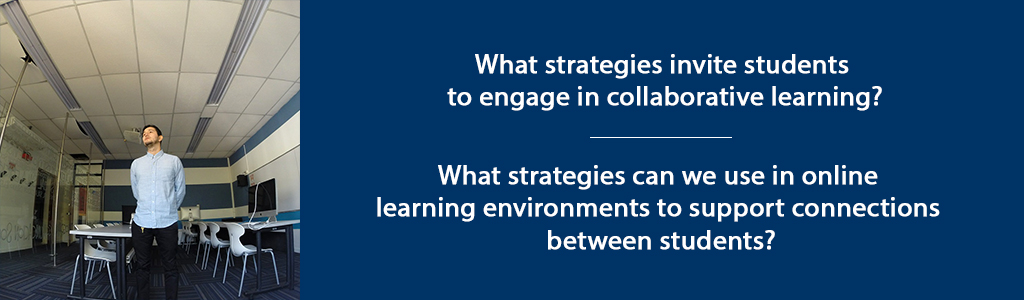 What strategies invite students
to engage in collaborative learning?
What strategies can we use in online
learning environments to support connections
between students?